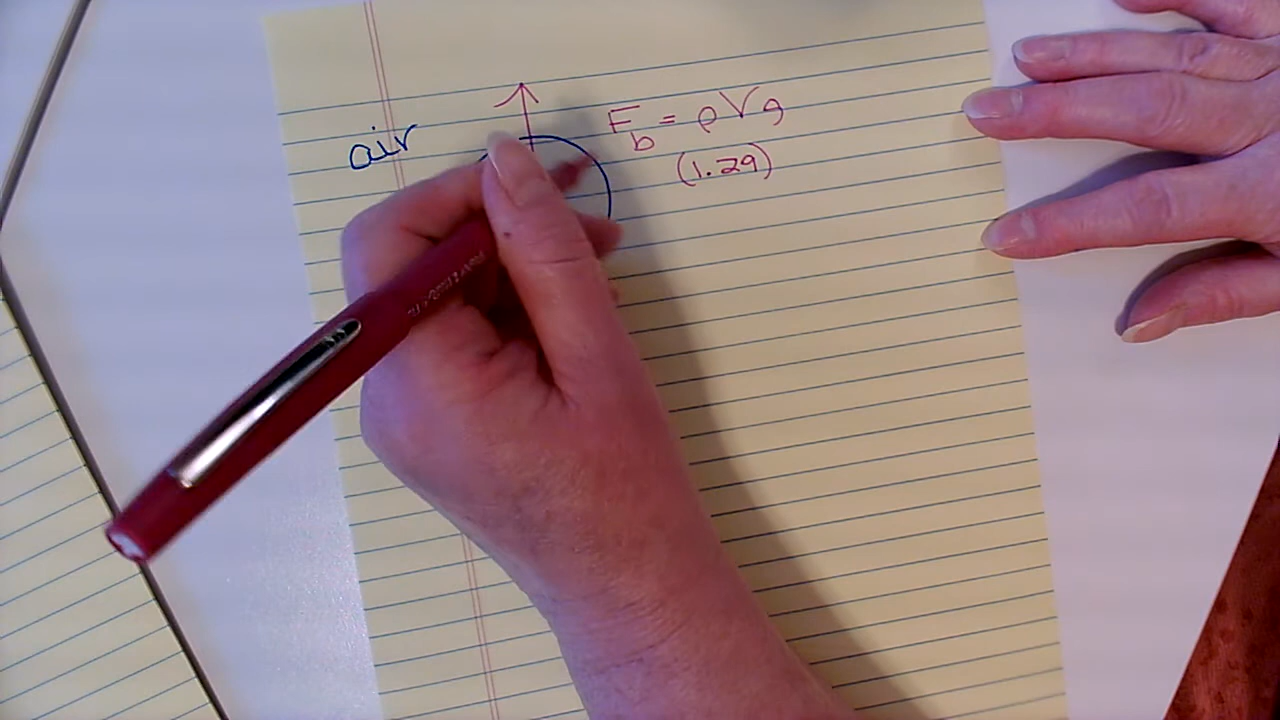 air
F_b = ρVg
(1.29)